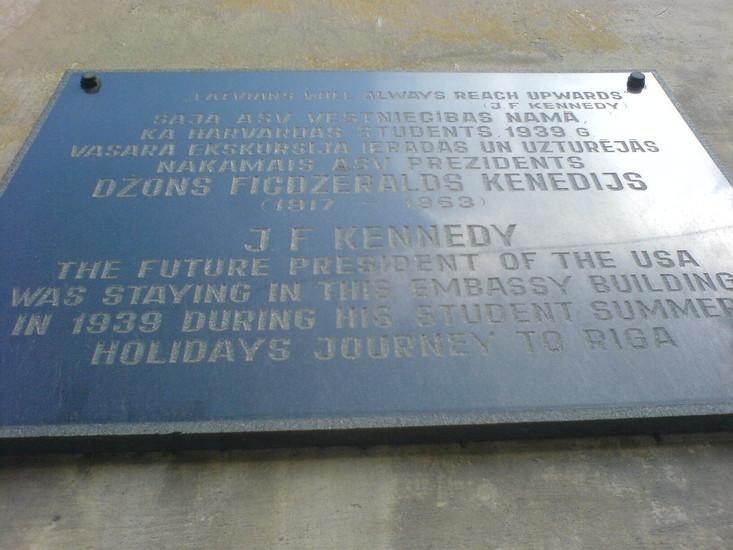 „LATVIANS WILL ALWAYS REACH UPWARDS“
(J.F KENNEDY)
ŠAJĀ ASV VĒSTNIECĪBAS NAMĀ,
KĀ HĀRVARDAS STUDENTS, 1939 G.
VASARĀ EKSKURSIJĀ IERADĀS UN UZTURĒJĀS
NĀKAMAIS ASV PREZIDENTS
DŽONS FICDŽERALDS KENEDIJS
(1917 - 1963)
J F KENNEDY
THE FUTURE PRESIDENT OF THE USA
WAS STAYING IN THIS EMBASSY BUILDING
IN 1939 DURING HIS STUDENT SUMMER
HOLIDAYS JOURNEY TO RIGA